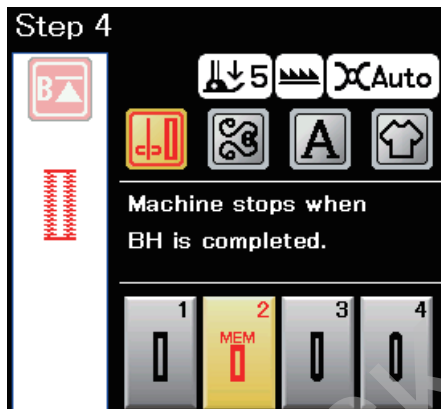 Step 4
B
5 Auto
A
Machine stops when
BH is completed.
1 2 3 4
MEM